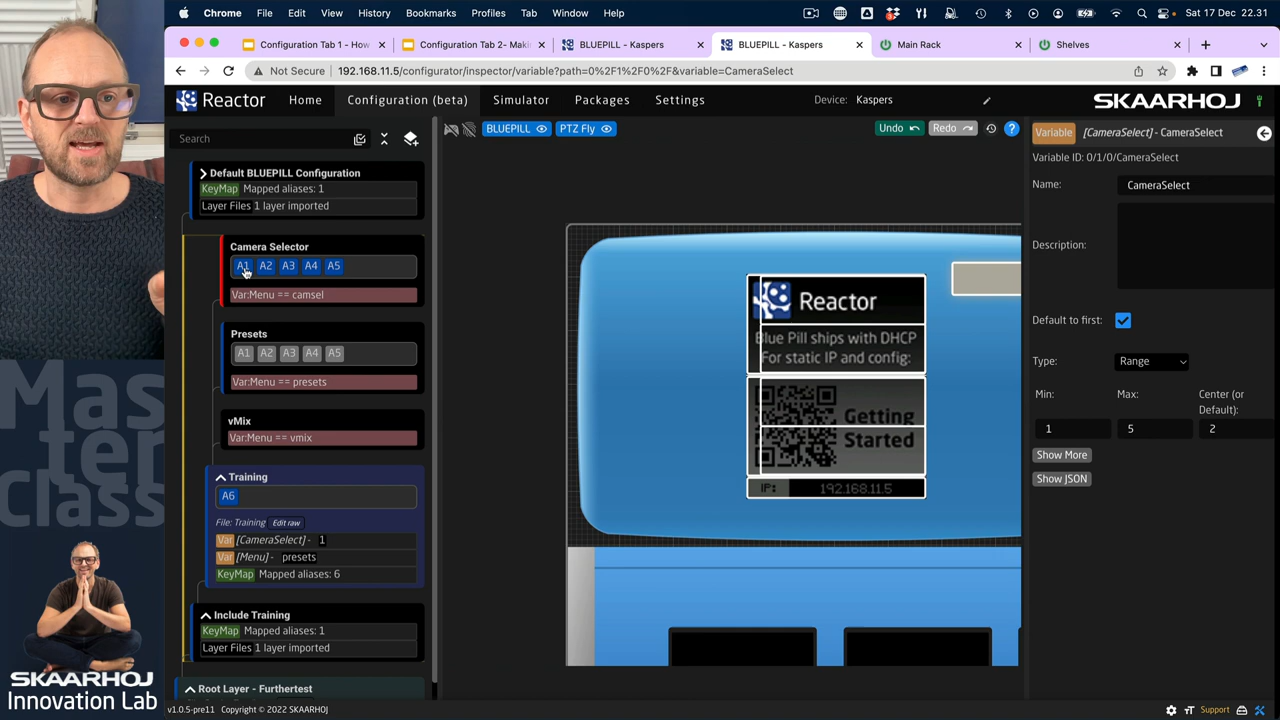 Chrome File Edit View History Bookmarks Profiles Tab Window Help Sat 17 Dec 22.31
Configuration Tab 1 - How Configuration Tab 2- Maki BLUEPILL - Kaspers BLUEPILL - Kaspers Main Rack Shelves
Not Secure 192.168.11.5/configurator/inspector/variable?path=0%2F1%2F0%2F&variable=CameraSelect
Reactor Home Configuration (beta) Simulator Packages Settings Device: Kaspers SKAARHOJ
Search
BLUEPILL PTZ Fly Undo Redo
Default BLUEPILL Configuration
KeyMap Mapped aliases: 1
Layer Files 1 layer imported
Camera Selector
A1 A2 A3 A4 A5
Var:Menu == camsel
Presets
A1 A2 A3 A4 A5
Var:Menu == presets
vMix
Var:Menu == vmix
Training
A6
File: Training Edit raw
Var [CameraSelect] - 1
Var [Menu] - presets
KeyMap Mapped aliases: 6
Include Training
KeyMap Mapped aliases: 1
Layer Files 1 layer imported
Root Layer - Furthertest
Reactor
Blue Pill ships with DHCP
For static IP and config:
Getting
Started
IP: 192.168.11.5
Variable [CameraSelect] - CameraSelect
Variable ID: 0/1/0/CameraSelect
Name: CameraSelect
Description:
Default to first:
Type: Range
Min: Max: Center (or
Default):
1 5 2
Show More
Show JSON
Mas
ter
Class
SKAARHOJ
Innovation Lab
v1.0.5-pre11 Copyright © 2022 SKAARHOJ
Support